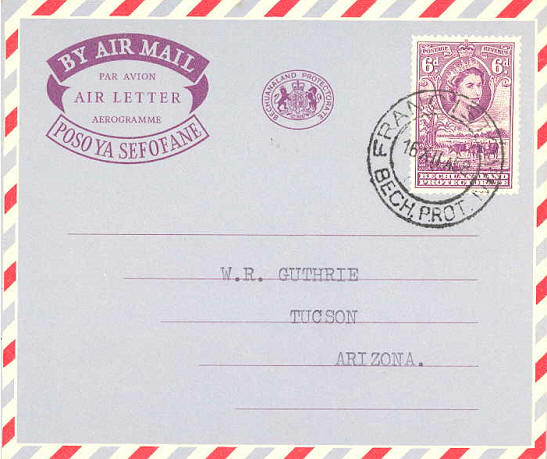 BY AIR MAIL
PAR AVION
AIR LETTER
AEROGRAMME
POSO YA SEFOFANE
BECHUANALAND PROTECTORATE
POSTAGE REVENUE
6d 6d
BECHUANALAND
PROTECTORATE
BECH. PROT.
W.R. GUTHRIE
TUCSON
ARIZONA.